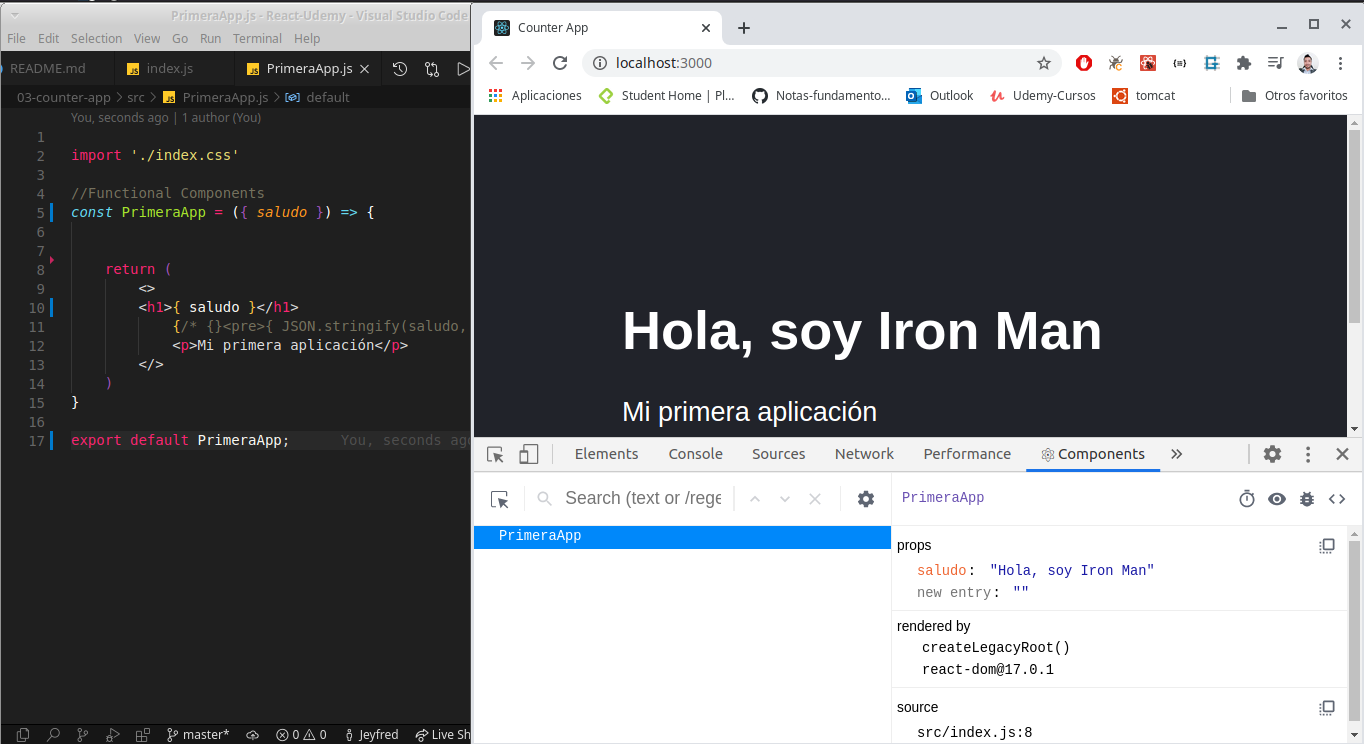 PrimeraApp.js - React-Udemy - Visual Studio Code
File Edit Selection View Go Run Terminal Help
README.md index.js PrimeraApp.js
03-counter-app > src > PrimeraApp.js > default
You, seconds ago | 1 author (You)
1
2 import './index.css'
3
4 //Functional Components
5 const PrimeraApp = ({ saludo }) => {
6
7
8 return (
9 <>
10 <h1>{ saludo }</h1>
11 {/* {}<pre>{ JSON.stringify(saludo,
12 <p>Mi primera aplicación</p>
13 </>
14 )
15 }
16
17 export default PrimeraApp; You, seconds ago
master* 0 0 Jeyfred Live Sh
Counter App
localhost:3000
Aplicaciones Student Home | Pl... Notas-fundamento... Outlook Udemy-Cursos tomcat Otros favoritos
Hola, soy Iron Man
Mi primera aplicación
Elements Console Sources Network Performance Components »
Search (text or /rege
PrimeraApp
PrimeraApp
props
saludo: "Hola, soy Iron Man"
new entry: ""
rendered by
createLegacyRoot()
react-dom@17.0.1
source
src/index.js:8